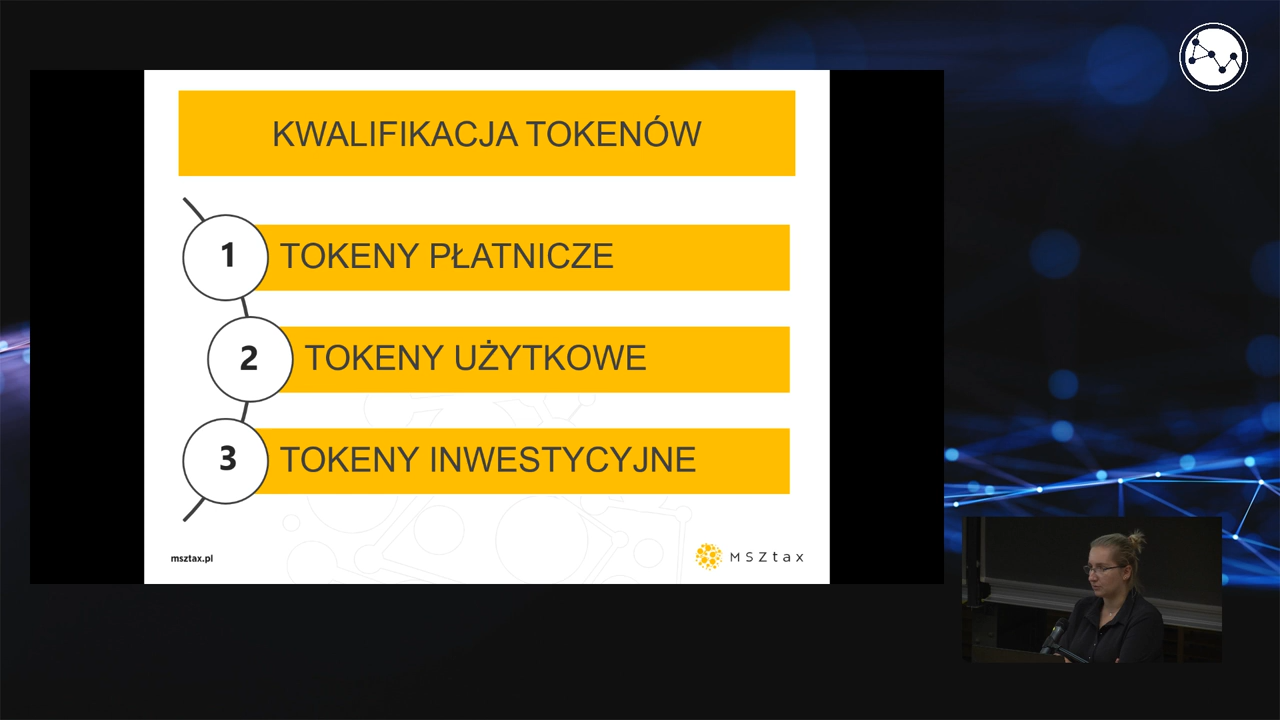 KWALIFIKACJA TOKENÓW
1
TOKENY PŁATNICZE
2
TOKENY UŻYTKOWE
3
TOKENY INWESTYCYJNE
msztax.pl
MSZtax